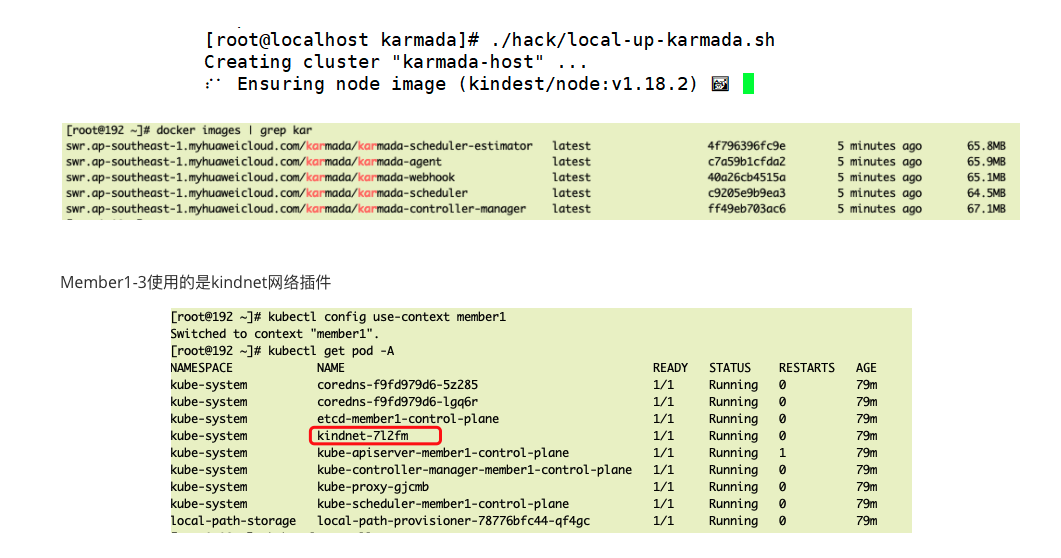 [root@localhost karmada]# ./hack/local-up-karmada.sh
Creating cluster "karmada-host" ...
Ensuring node image (kindest/node:v1.18.2) 🖼
[root@192 ~]# docker images | grep kar
swr.ap-southeast-1.myhuaweicloud.com/karmada/karmada-scheduler-estimator latest 4f796396fc9e 5 minutes ago 65.8MB
swr.ap-southeast-1.myhuaweicloud.com/karmada/karmada-agent latest c7a59b1cfda2 5 minutes ago 65.9MB
swr.ap-southeast-1.myhuaweicloud.com/karmada/karmada-webhook latest 40a26cb4515a 5 minutes ago 65.1MB
swr.ap-southeast-1.myhuaweicloud.com/karmada/karmada-scheduler latest c9205e9b9ea3 5 minutes ago 64.5MB
swr.ap-southeast-1.myhuaweicloud.com/karmada/karmada-controller-manager latest ff49eb703ac6 5 minutes ago 67.1MB
Member1-3使用的是kindnet网络插件
[root@192 ~]# kubectl config use-context member1
Switched to context "member1".
[root@192 ~]# kubectl get pod -A
NAMESPACE NAME READY STATUS RESTARTS AGE
kube-system coredns-f9fd979d6-5z285 1/1 Running 0 79m
kube-system coredns-f9fd979d6-lgq6r 1/1 Running 0 79m
kube-system etcd-member1-control-plane 1/1 Running 0 79m
kube-system kindnet-7l2fm 1/1 Running 0 79m
kube-system kube-apiserver-member1-control-plane 1/1 Running 1 79m
kube-system kube-controller-manager-member1-control-plane 1/1 Running 0 79m
kube-system kube-proxy-gjcmb 1/1 Running 0 79m
kube-system kube-scheduler-member1-control-plane 1/1 Running 0 79m
local-path-storage local-path-provisioner-78776bfc44-qf4gc 1/1 Running 0 79m